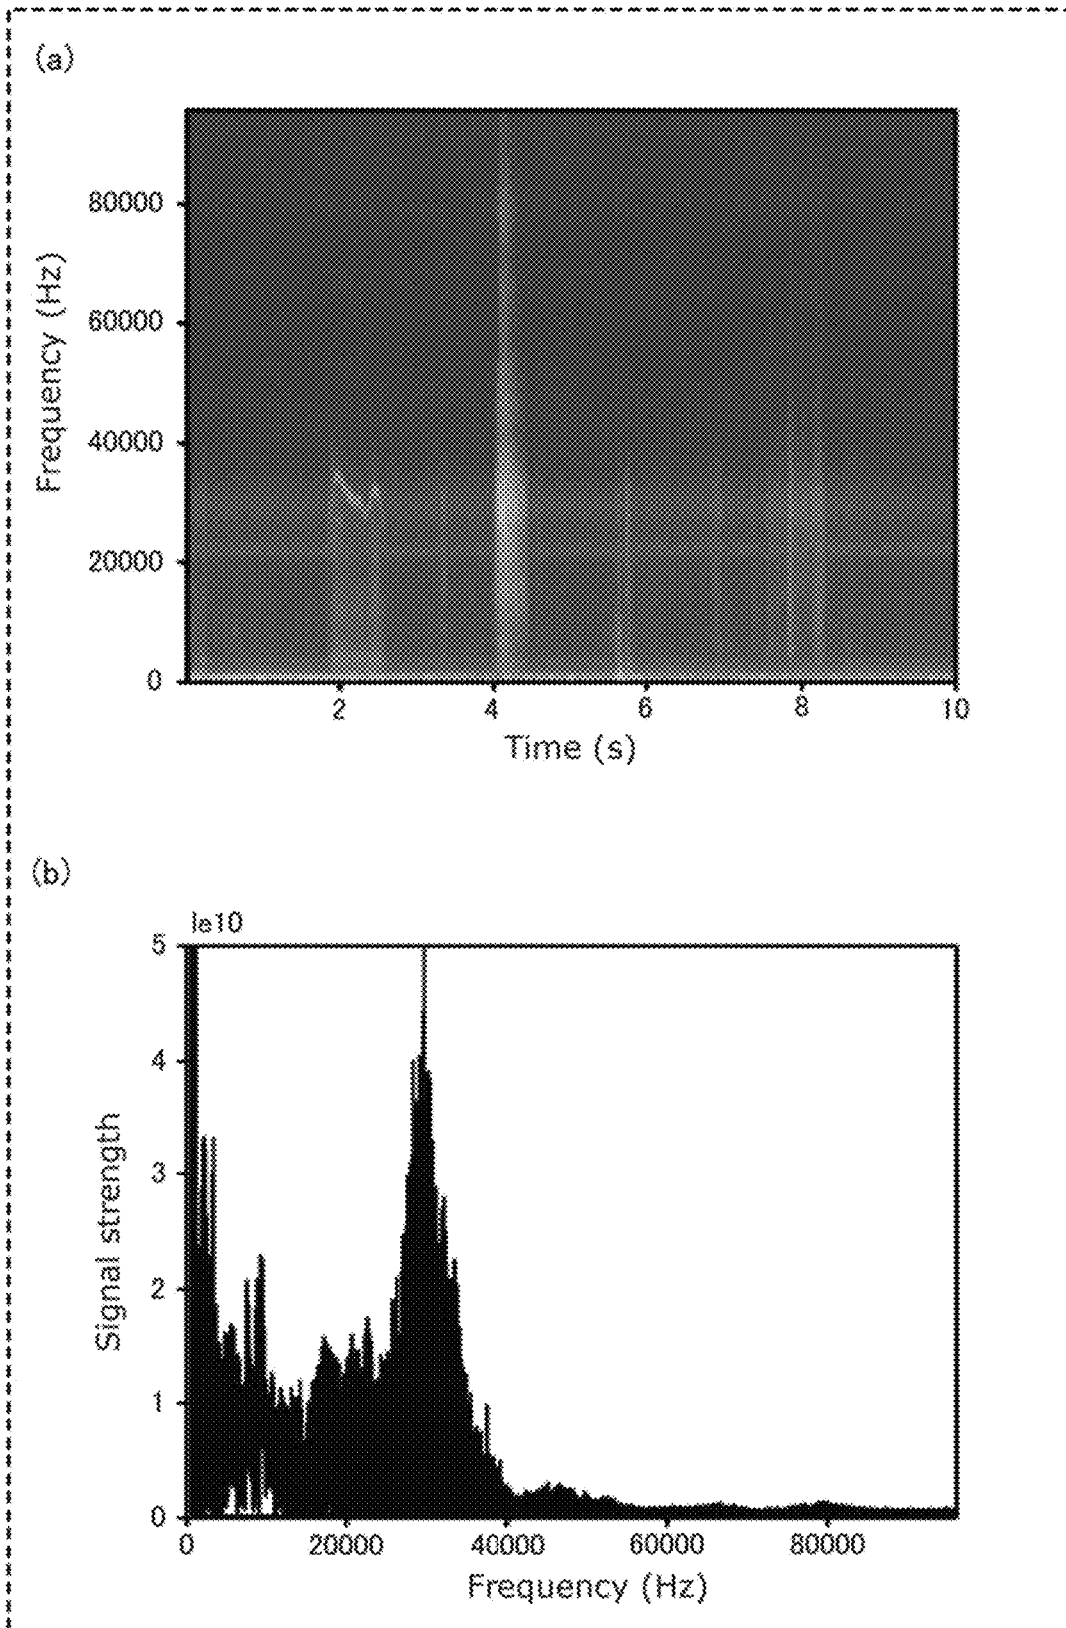 (a)
80000
60000
40000
20000
0
Frequency (Hz)
2 4 6 8 10
Time (s)
(b)
le10
5
4
3
2
1
0
Signal strength
0 20000 40000 60000 80000
Frequency (Hz)